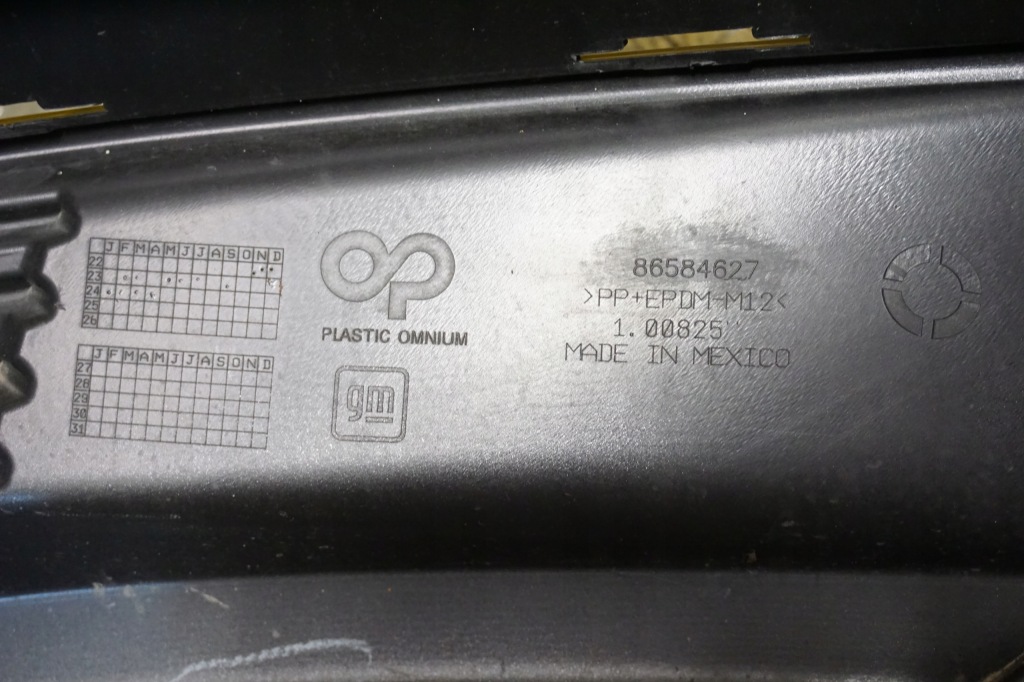 J F M A M J J A S O N D
22
23
24
25
26
J F M A M J J A S O N D
27
28
29
30
31
OP
PLASTIC OMNIUM
gm
86584627
>PP+EPDM-M12<
1.00825
MADE IN MEXICO